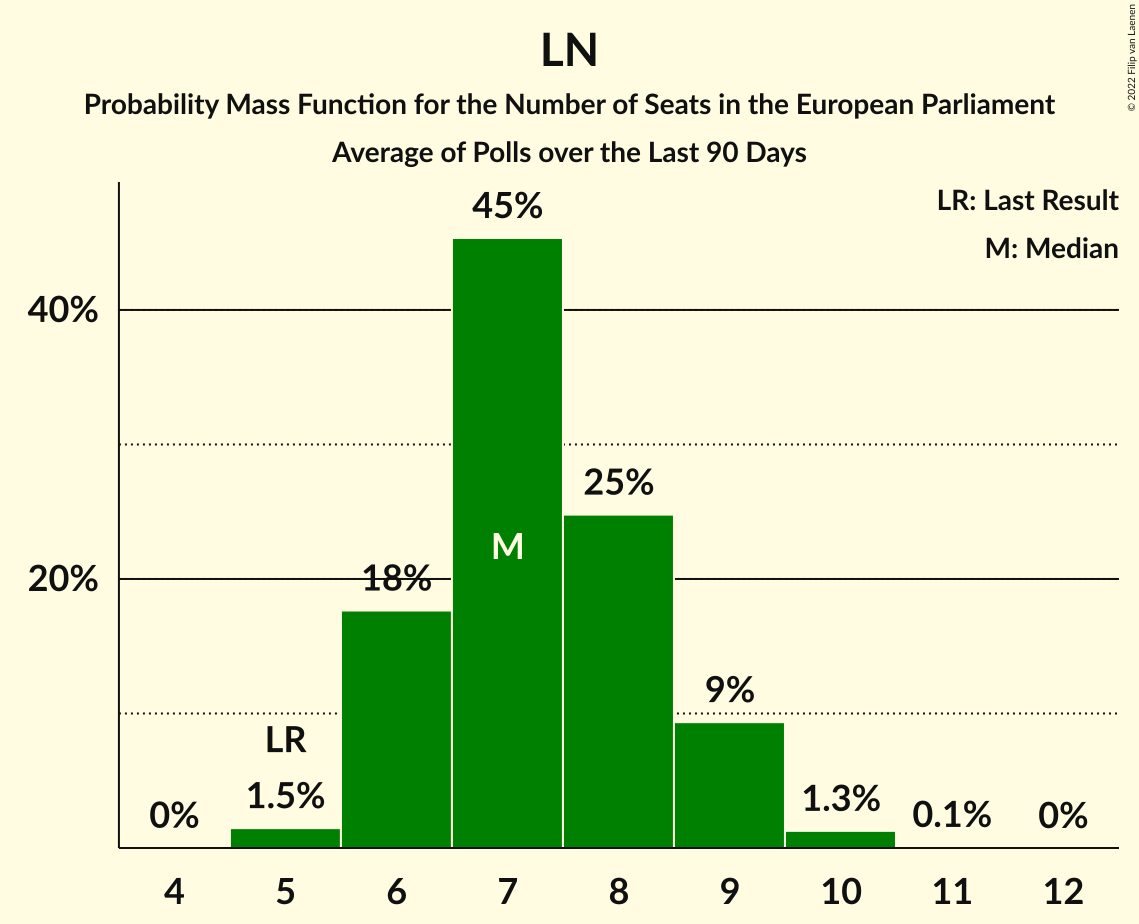 LN
Probability Mass Function for the Number of Seats in the European Parliament
Average of Polls over the Last 90 Days
© 2022 Filip van Laenen
LR: Last Result
M: Median
45%
40%
25%
M
20%
18%
9%
LR
1.5%
1.3%
0%
0.1%
0%
4 5 6 7 8 9 10 11 12